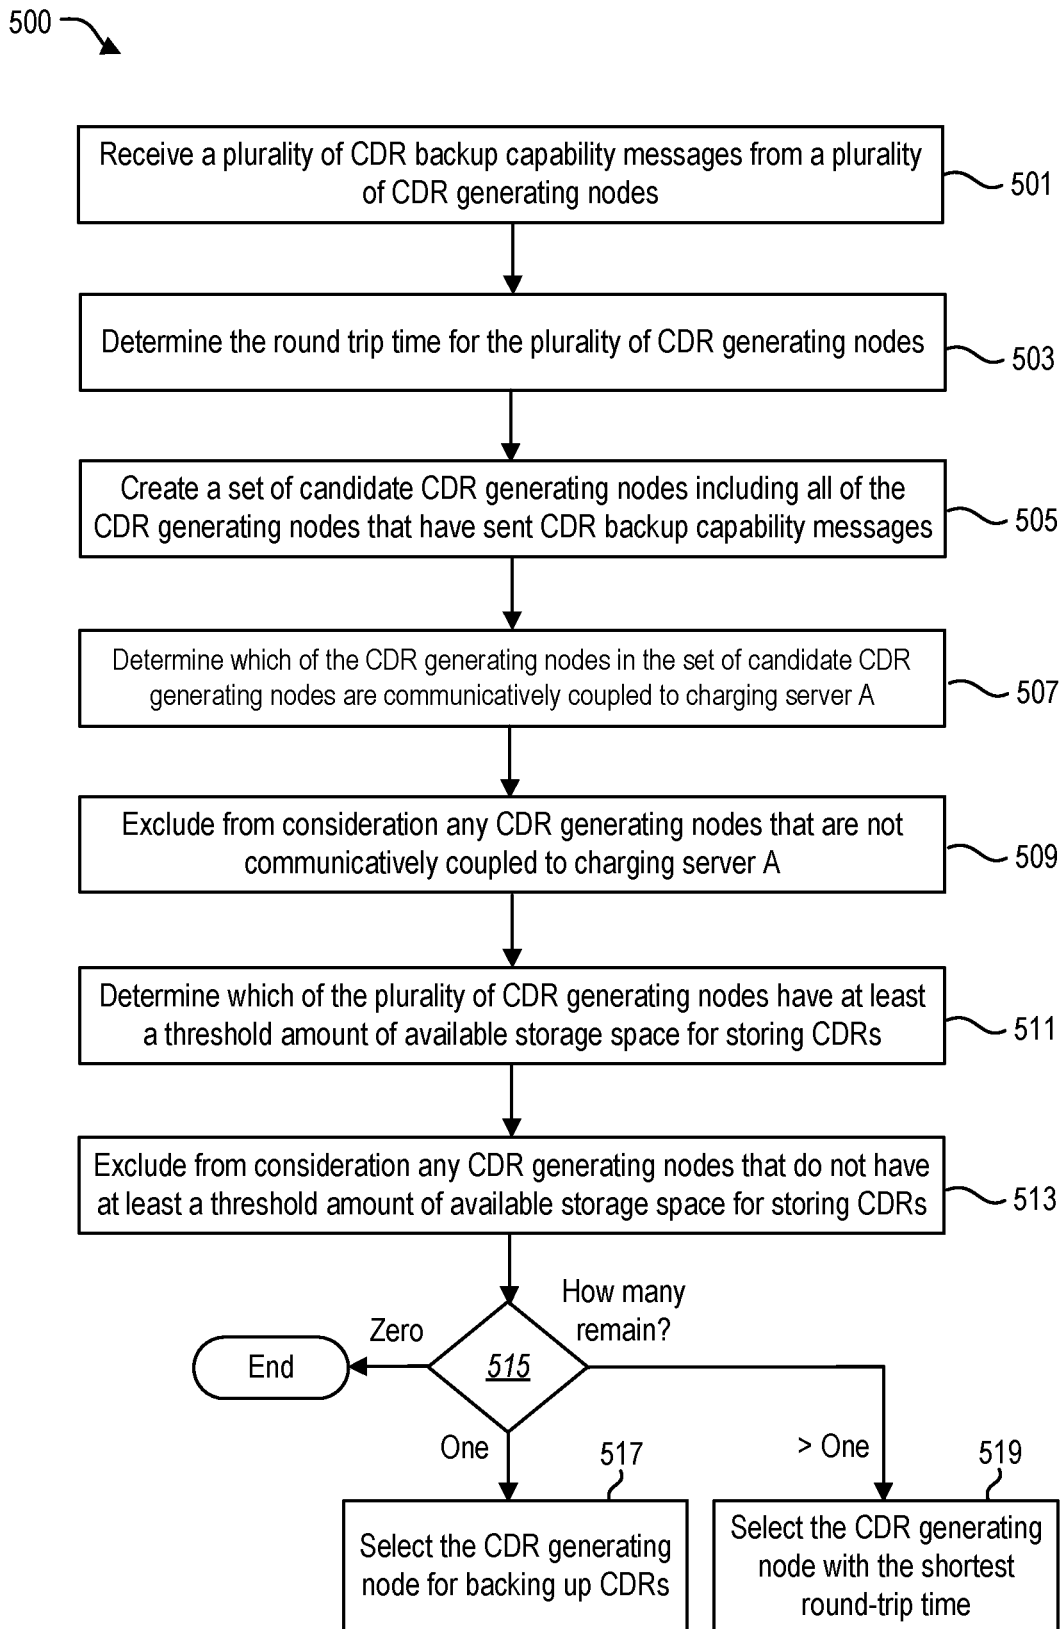 500
Receive a plurality of CDR backup capability messages from a plurality
of CDR generating nodes
501
Determine the round trip time for the plurality of CDR generating nodes
503
Create a set of candidate CDR generating nodes including all of the
CDR generating nodes that have sent CDR backup capability messages
505
Determine which of the CDR generating nodes in the set of candidate CDR
generating nodes are communicatively coupled to charging server A
507
Exclude from consideration any CDR generating nodes that are not
communicatively coupled to charging server A
509
Determine which of the plurality of CDR generating nodes have at least
a threshold amount of available storage space for storing CDRs
511
Exclude from consideration any CDR generating nodes that do not have
at least a threshold amount of available storage space for storing CDRs
513
How many
remain?
Zero
End
515
One
> One
517
519
Select the CDR generating
node for backing up CDRs
Select the CDR generating
node with the shortest
round-trip time